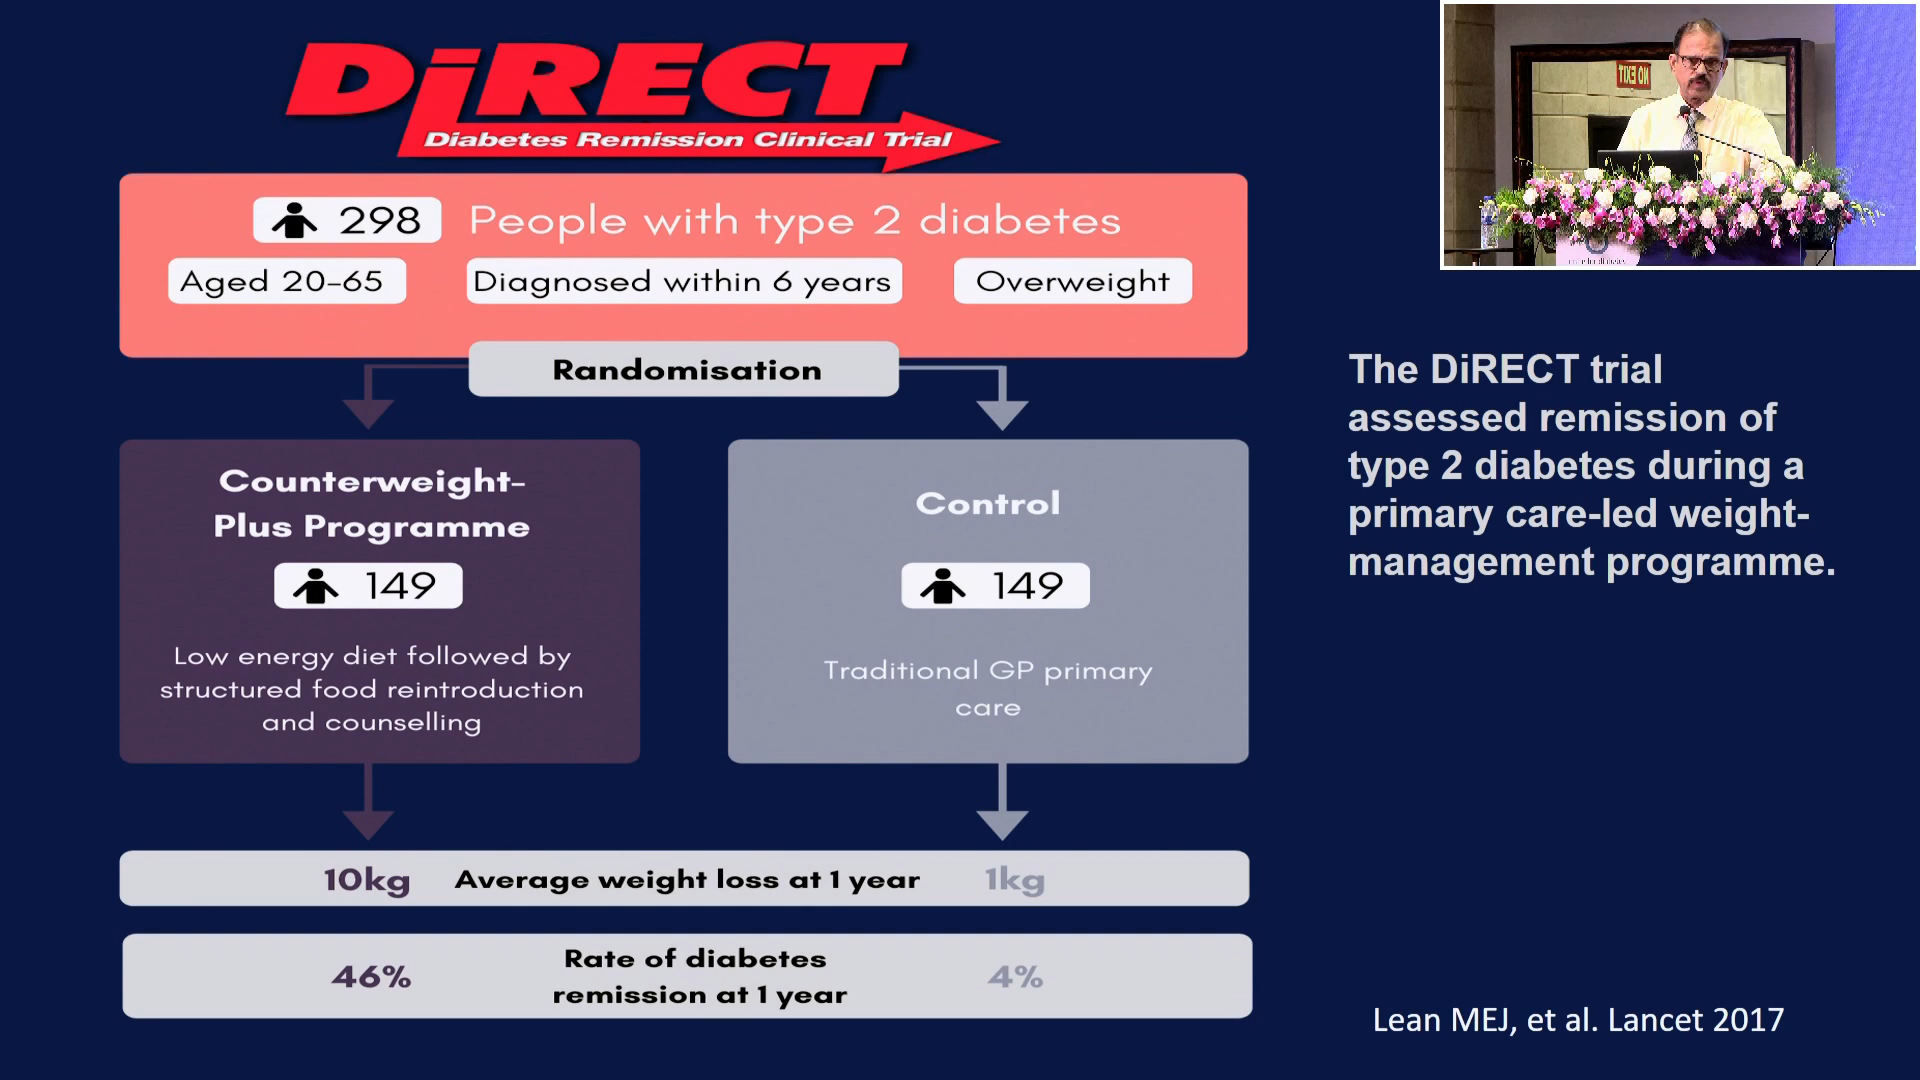 DiRECT
Diabetes Remission Clinical Trial
298 People with type 2 diabetes
Aged 20-65
Diagnosed within 6 years
Overweight
Randomisation
Counterweight-
Plus Programme
149
Low energy diet followed by
structured food reintroduction
and counselling
Control
149
Traditional GP primary
care
10kg Average weight loss at 1 year 1kg
46% Rate of diabetes
remission at 1 year 4%
NO EXIT
The DiRECT trial
assessed remission of
type 2 diabetes during a
primary care-led weight-
management programme.
Lean MEJ, et al. Lancet 2017